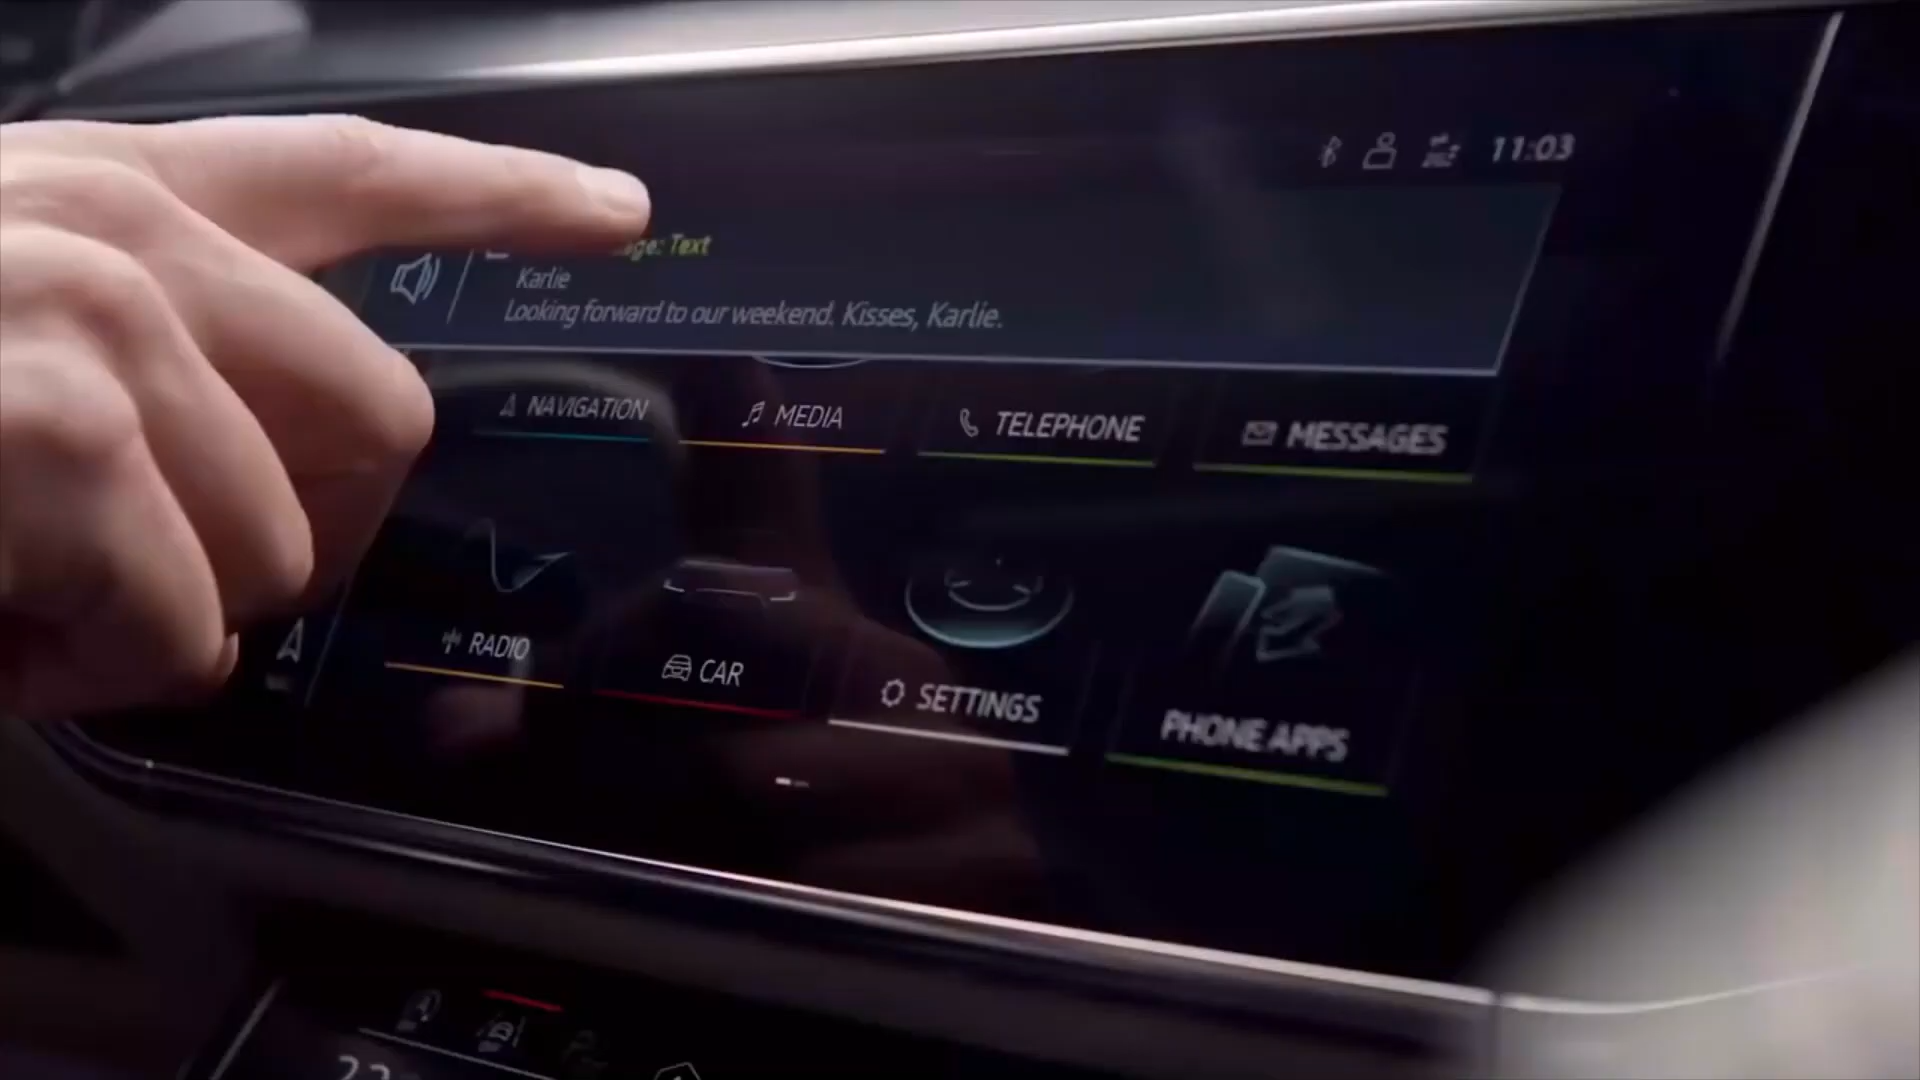 11:03
Text
Karlie
Looking forward to our weekend. Kisses, Karlie.
NAVIGATION
MEDIA
TELEPHONE
MESSAGES
RADIO
CAR
SETTINGS
PHONE APPS